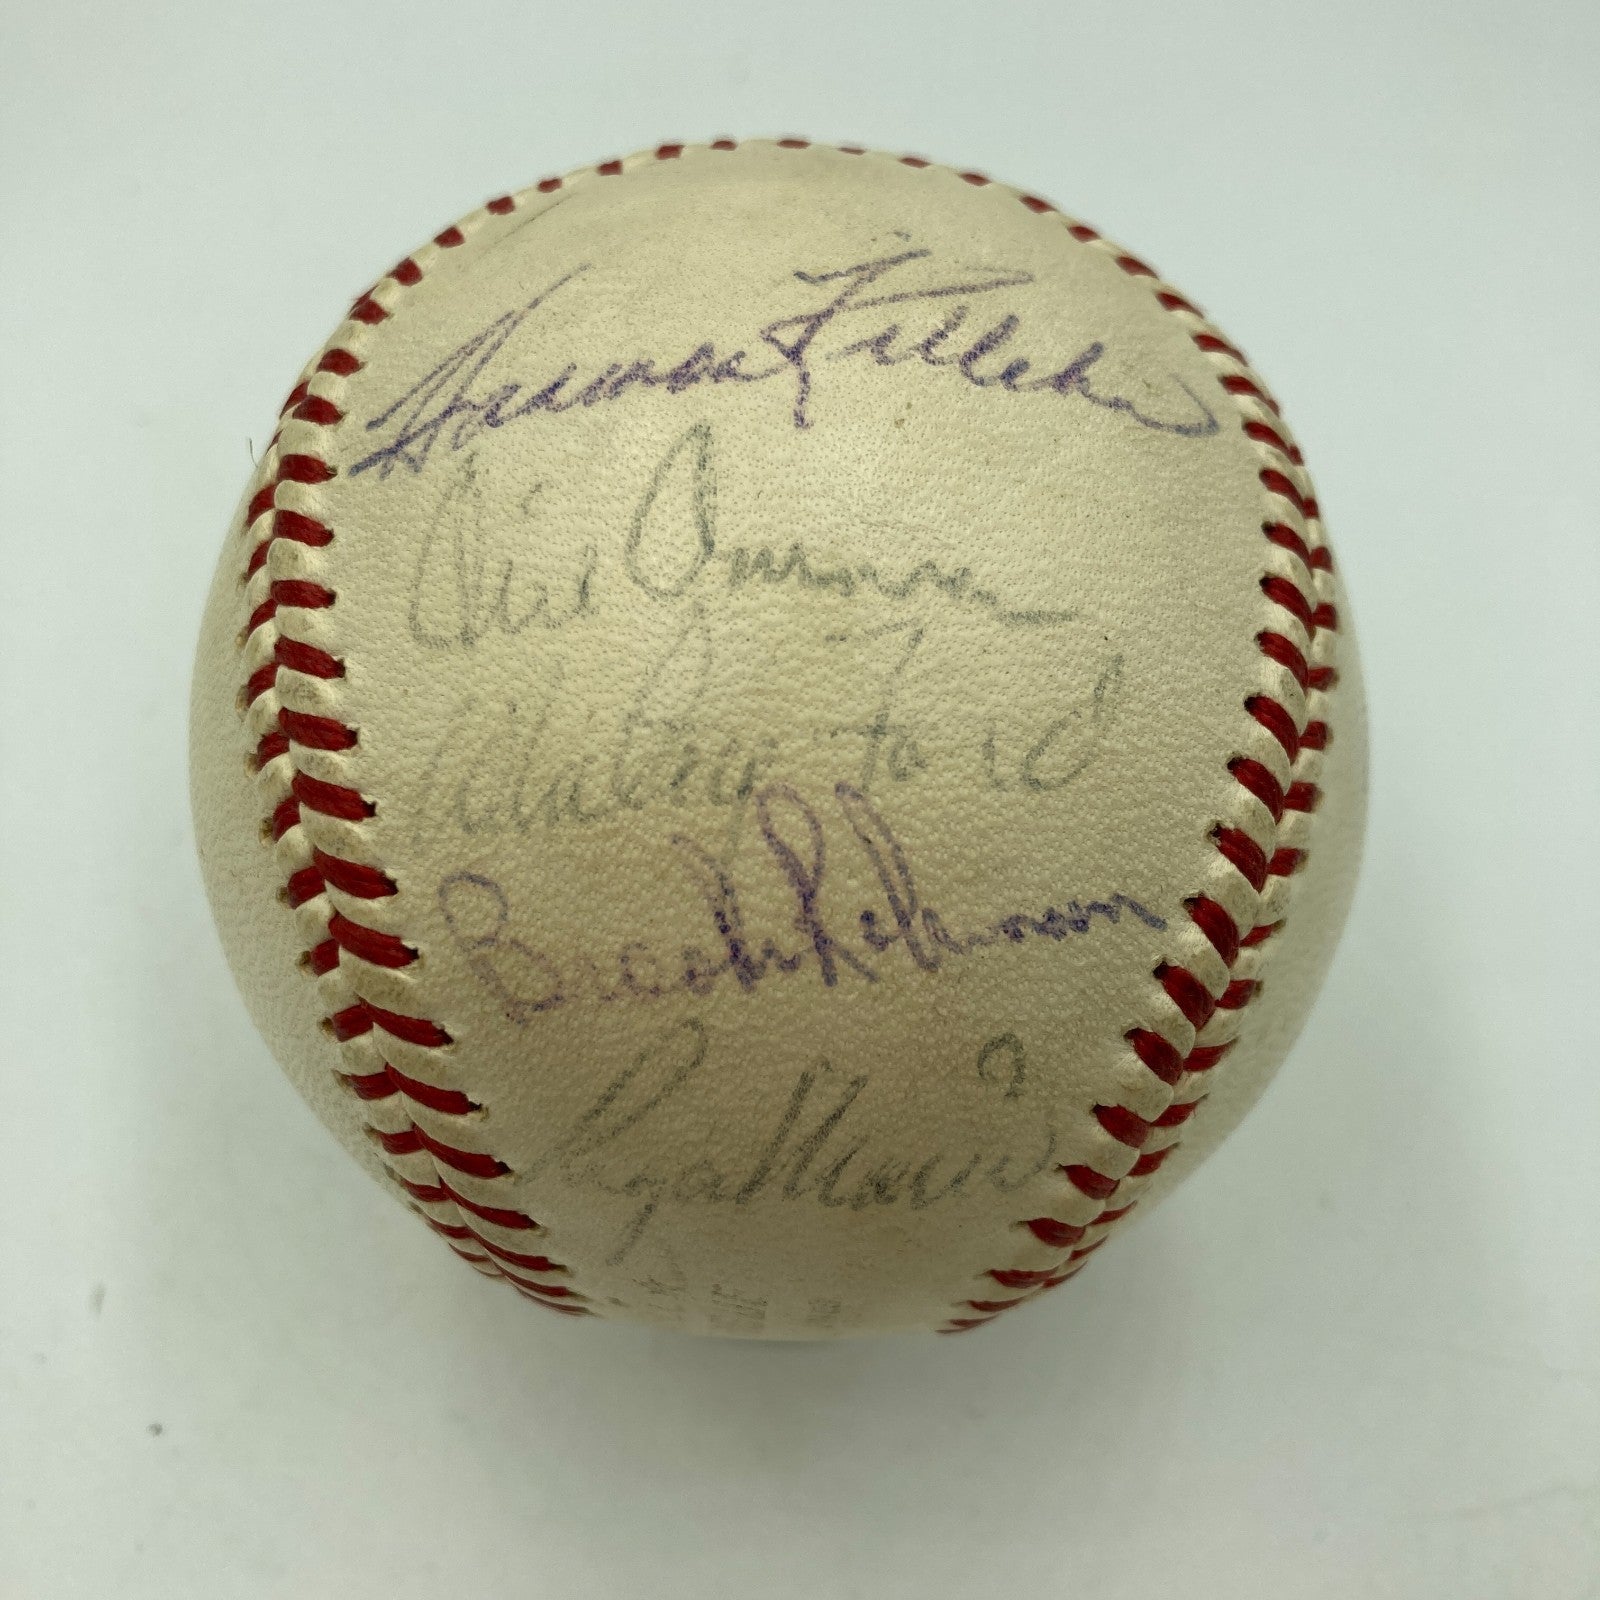 Harmon Killebrew
Whitey Ford
Brooks Robinson
Roger Maris